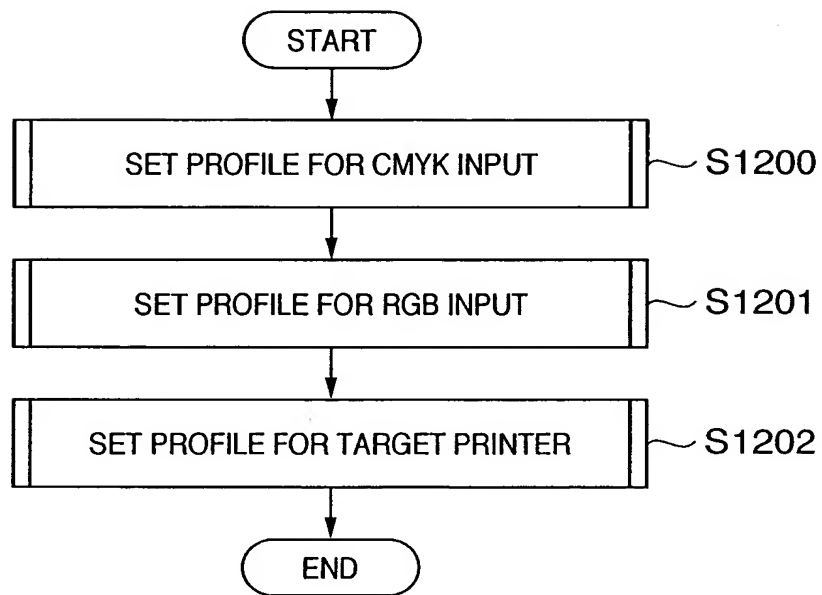 START
SET PROFILE FOR CMYK INPUT
S1200
SET PROFILE FOR RGB INPUT
S1201
SET PROFILE FOR TARGET PRINTER
S1202
END